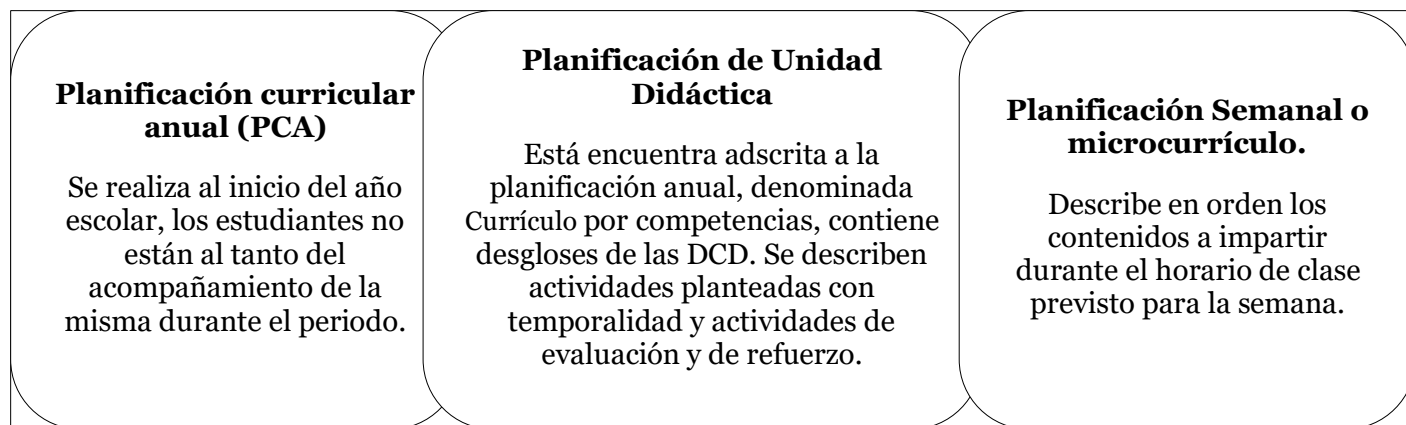 Planificación curricular
anual (PCA)
Se realiza al inicio del año
escolar, los estudiantes no
están al tanto del
acompañamiento de la
misma durante el periodo.
Planificación de Unidad
Didáctica
Está encuentra adscrita a la
planificación anual, denominada
Currículo por competencias, contiene
desgloses de las DCD. Se describen
actividades planteadas con
temporalidad y actividades de
evaluación y de refuerzo.
Planificación Semanal o
microcurrículo.
Describe en orden los
contenidos a impartir
durante el horario de clase
previsto para la semana.